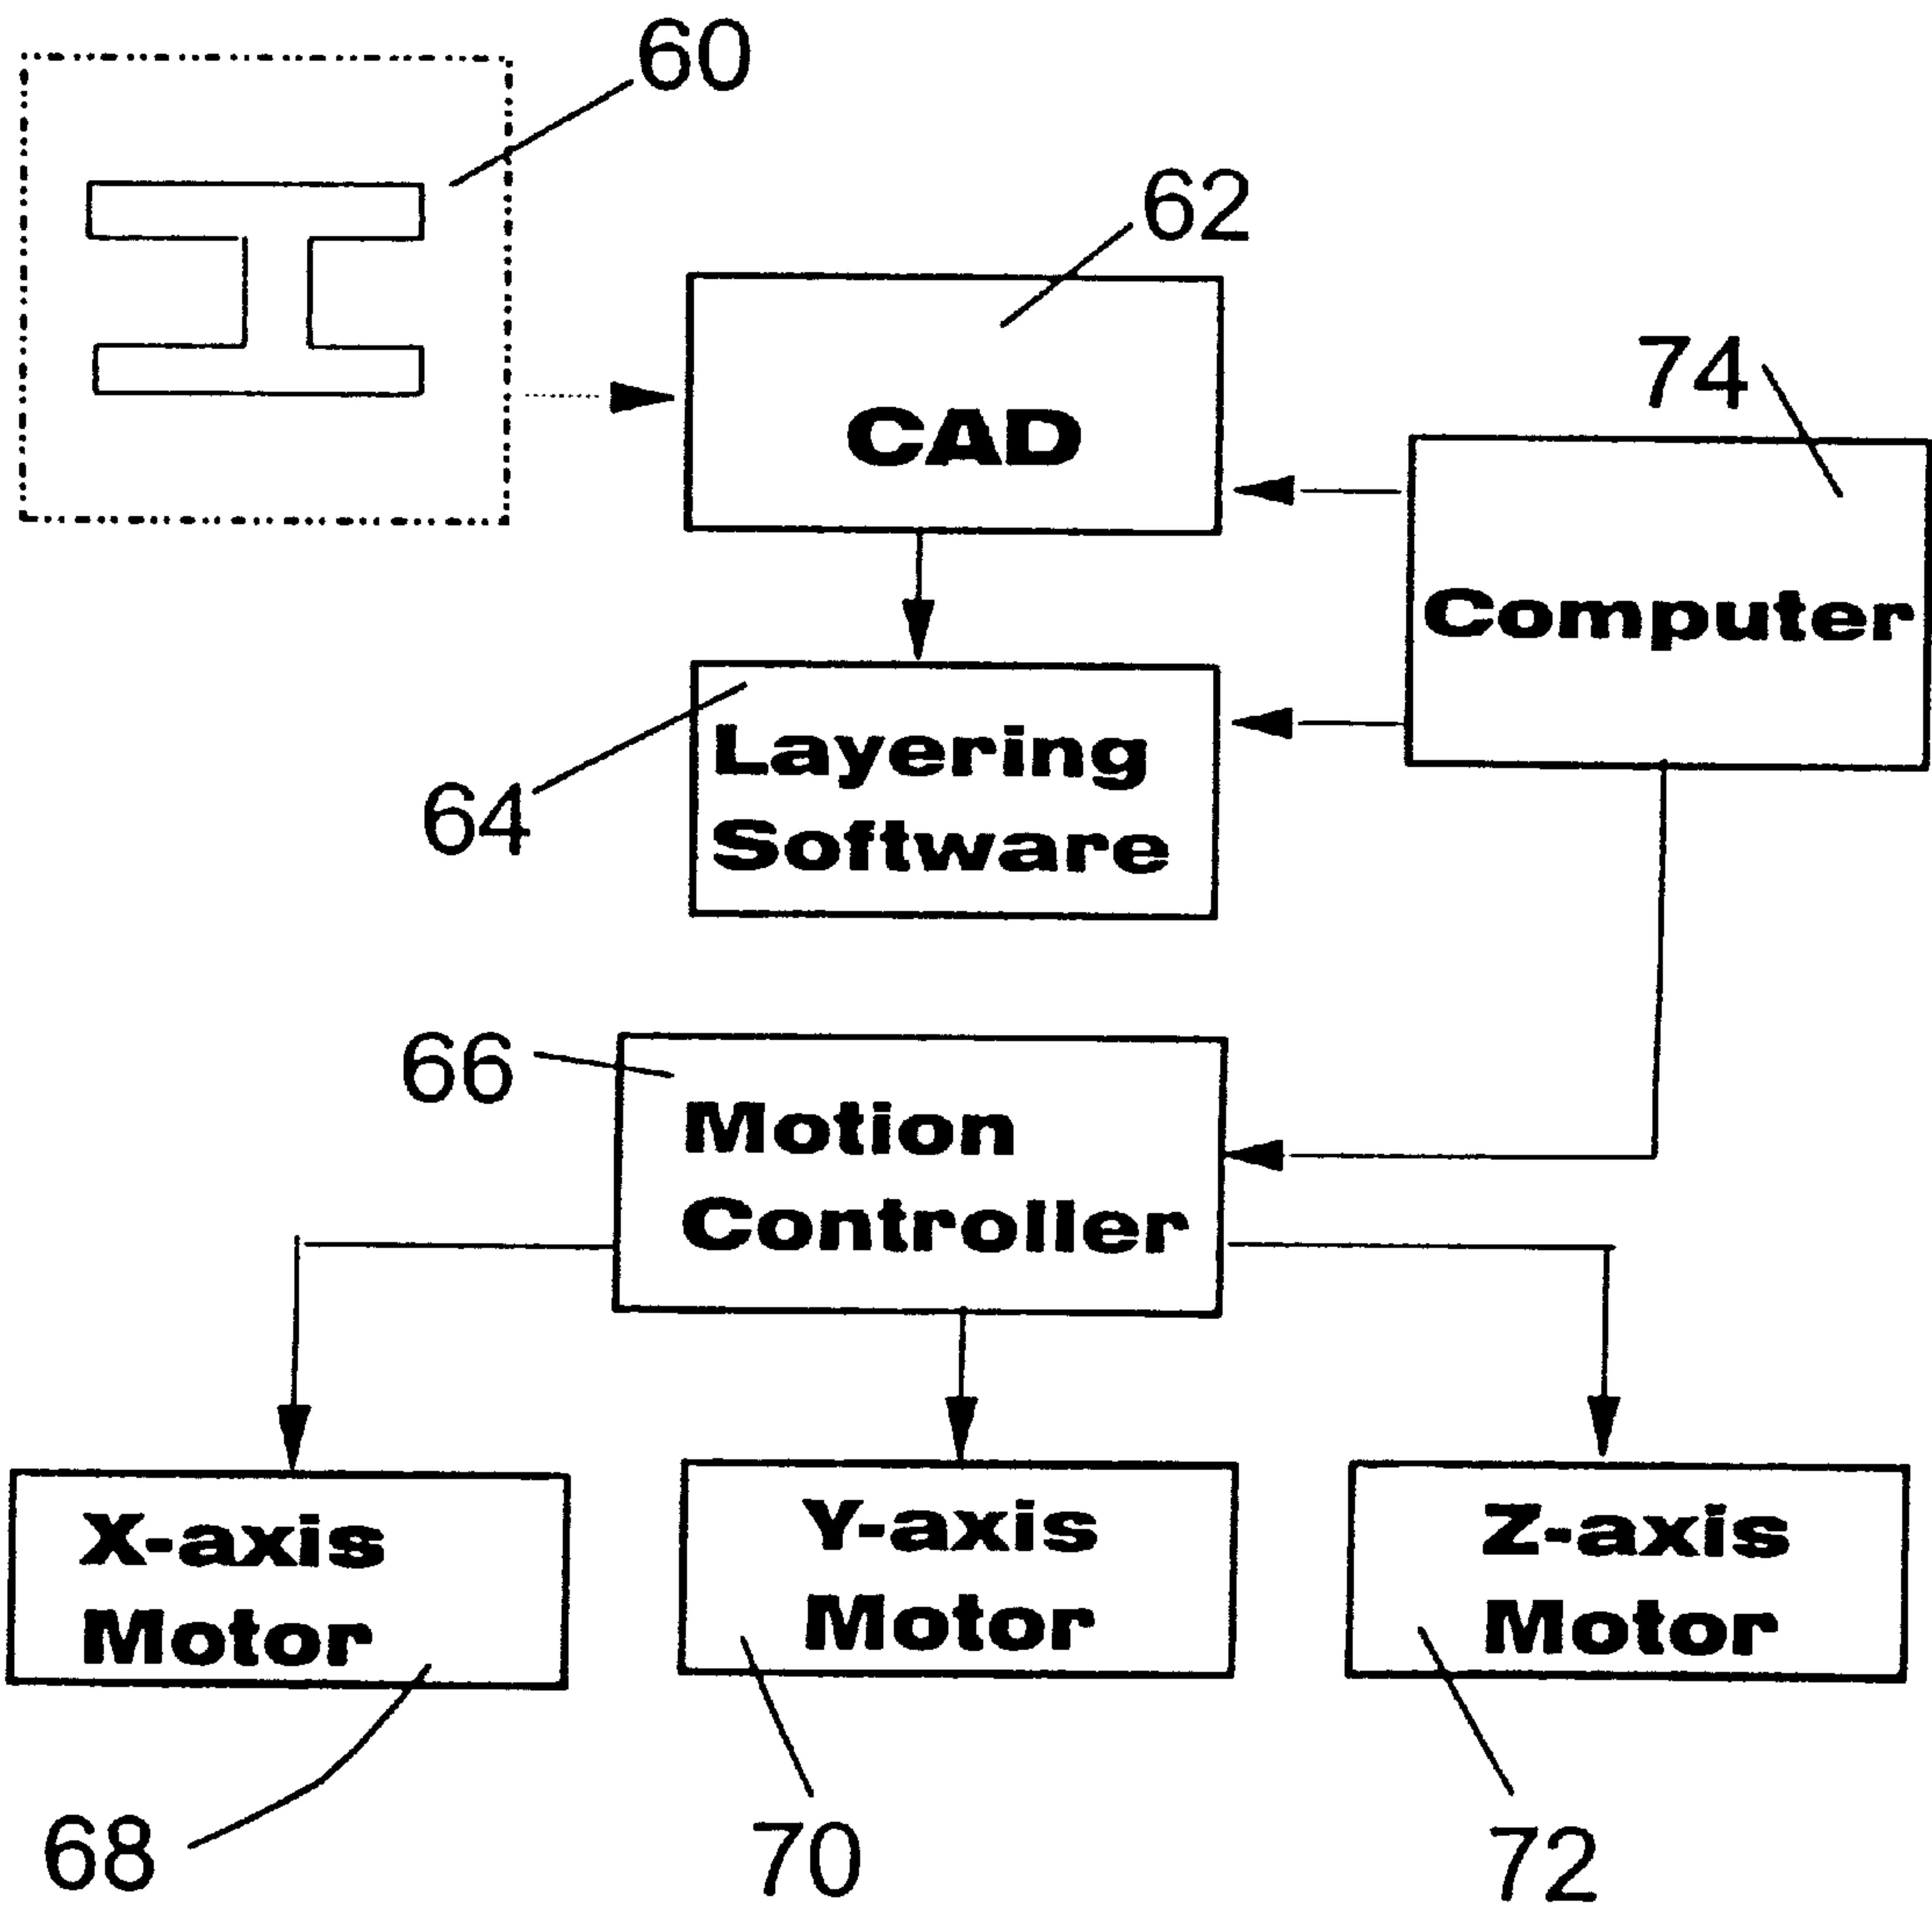 60
62
CAD
74
Computer
Layering
Software
64
66
Motion
Controller
X-axis
Motor
Y-axis
Motor
Z-axis
Motor
68
70
72